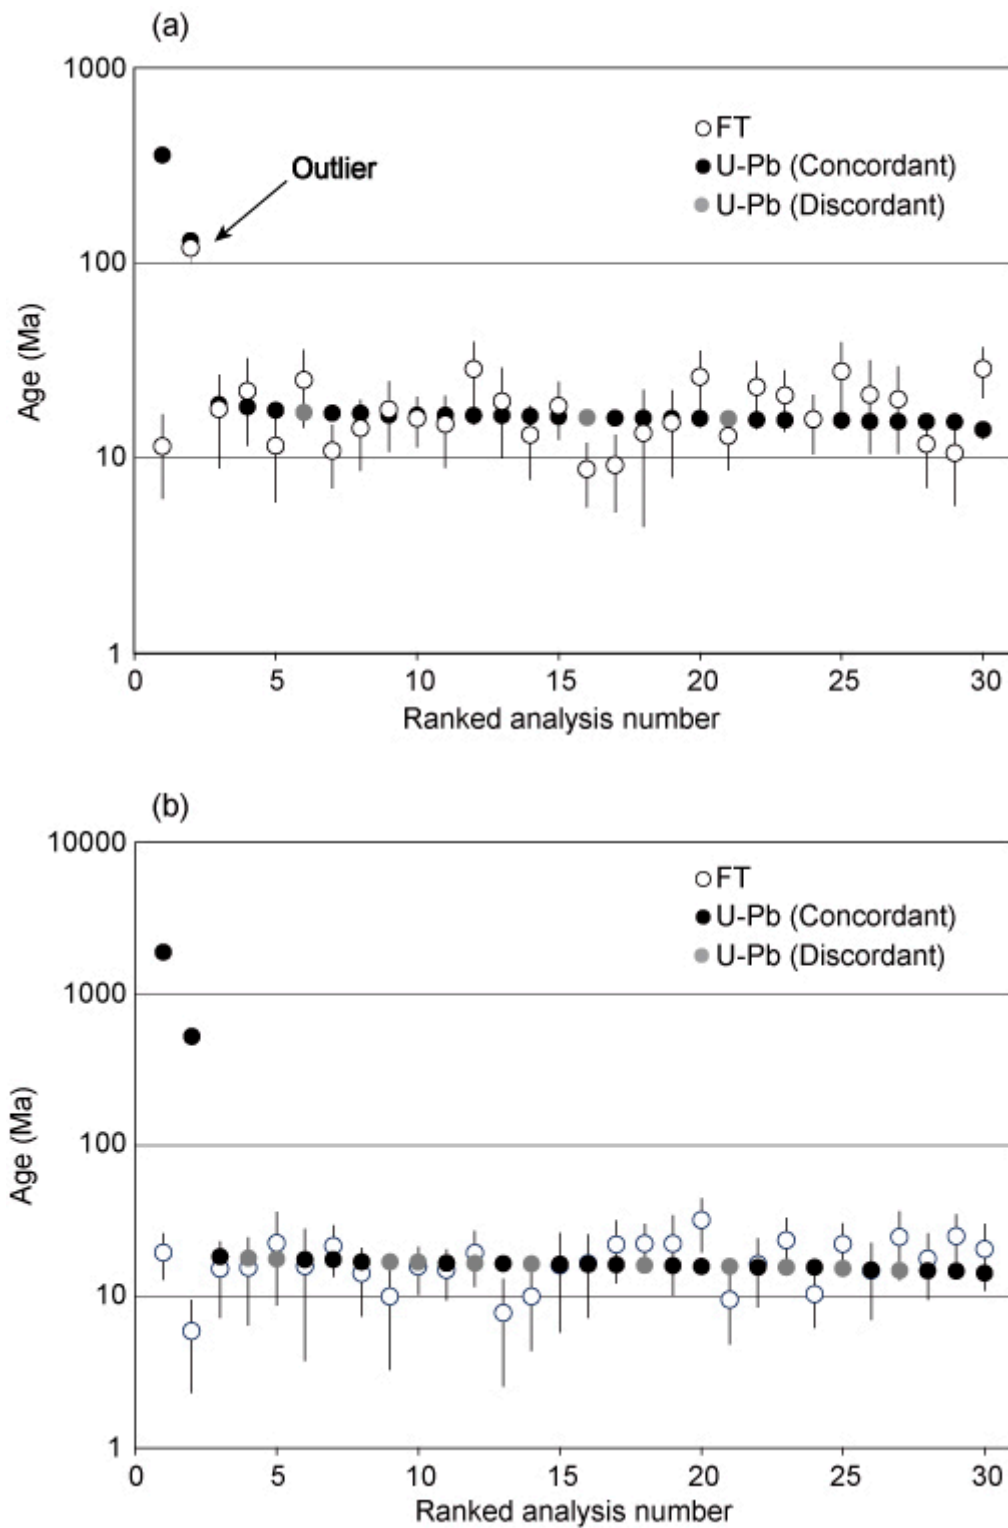 (a)
1000
FT
U-Pb (Concordant)
Outlier
U-Pb (Discordant)
100
Age (Ma)
10
1
0 5 10 15 20 25 30
Ranked analysis number
(b)
10000
FT
U-Pb (Concordant)
U-Pb (Discordant)
1000
Age (Ma)
100
10
1
0 5 10 15 20 25 30
Ranked analysis number